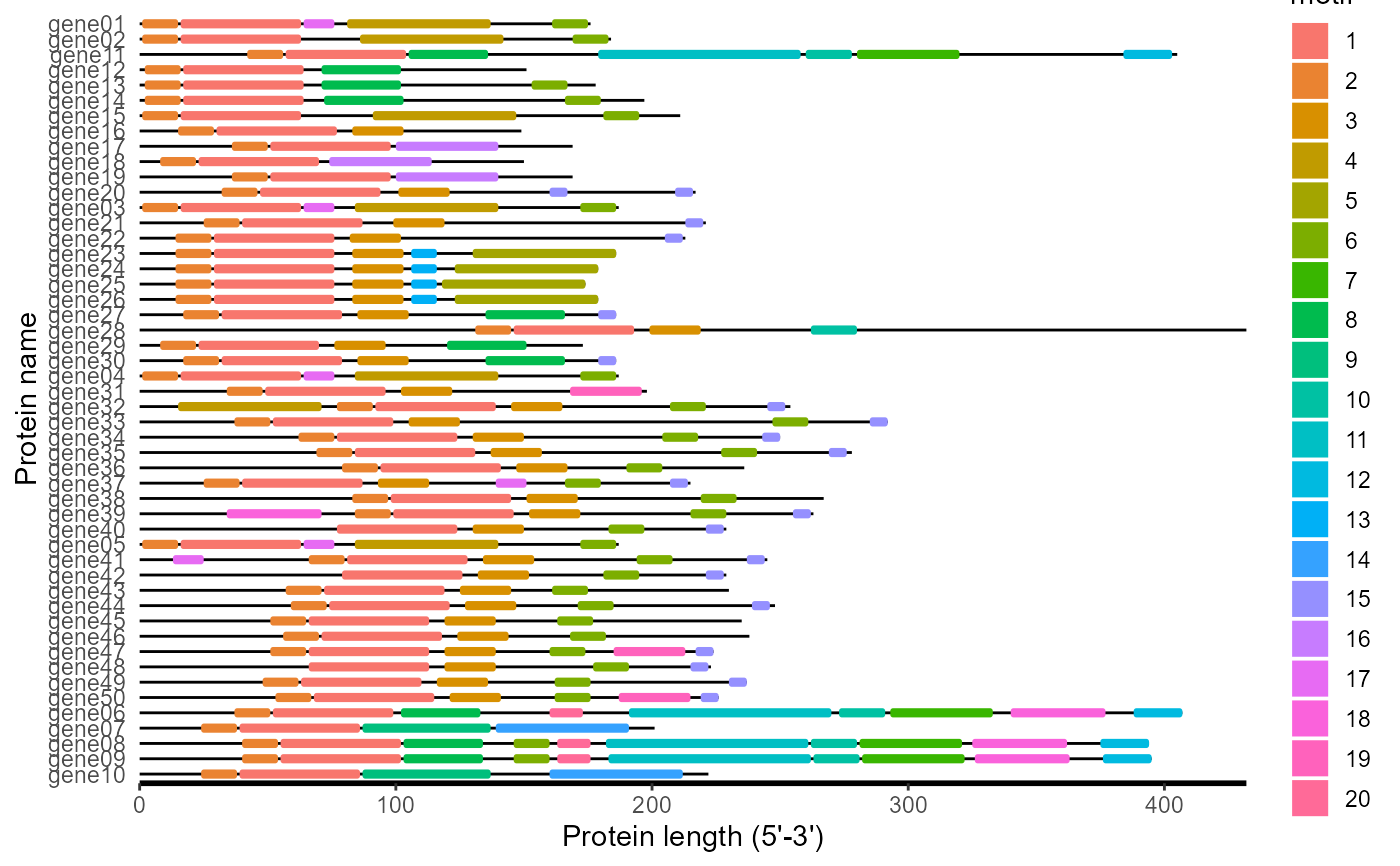 motif
gene01
gene02
gene11
gene12
gene13
gene14
gene15
gene16
gene17
gene18
gene19
gene20
gene03
gene21
gene22
gene23
gene24
gene25
gene26
gene27
gene28
gene29
gene30
gene04
gene31
gene32
gene33
gene34
gene35
gene36
gene37
gene38
gene39
gene40
gene05
gene41
gene42
gene43
gene44
gene45
gene46
gene47
gene48
gene49
gene50
gene06
gene07
gene08
gene09
gene10
Protein name
0 100 200 300 400
Protein length (5'-3')
1
2
3
4
5
6
7
8
9
10
11
12
13
14
15
16
17
18
19
20